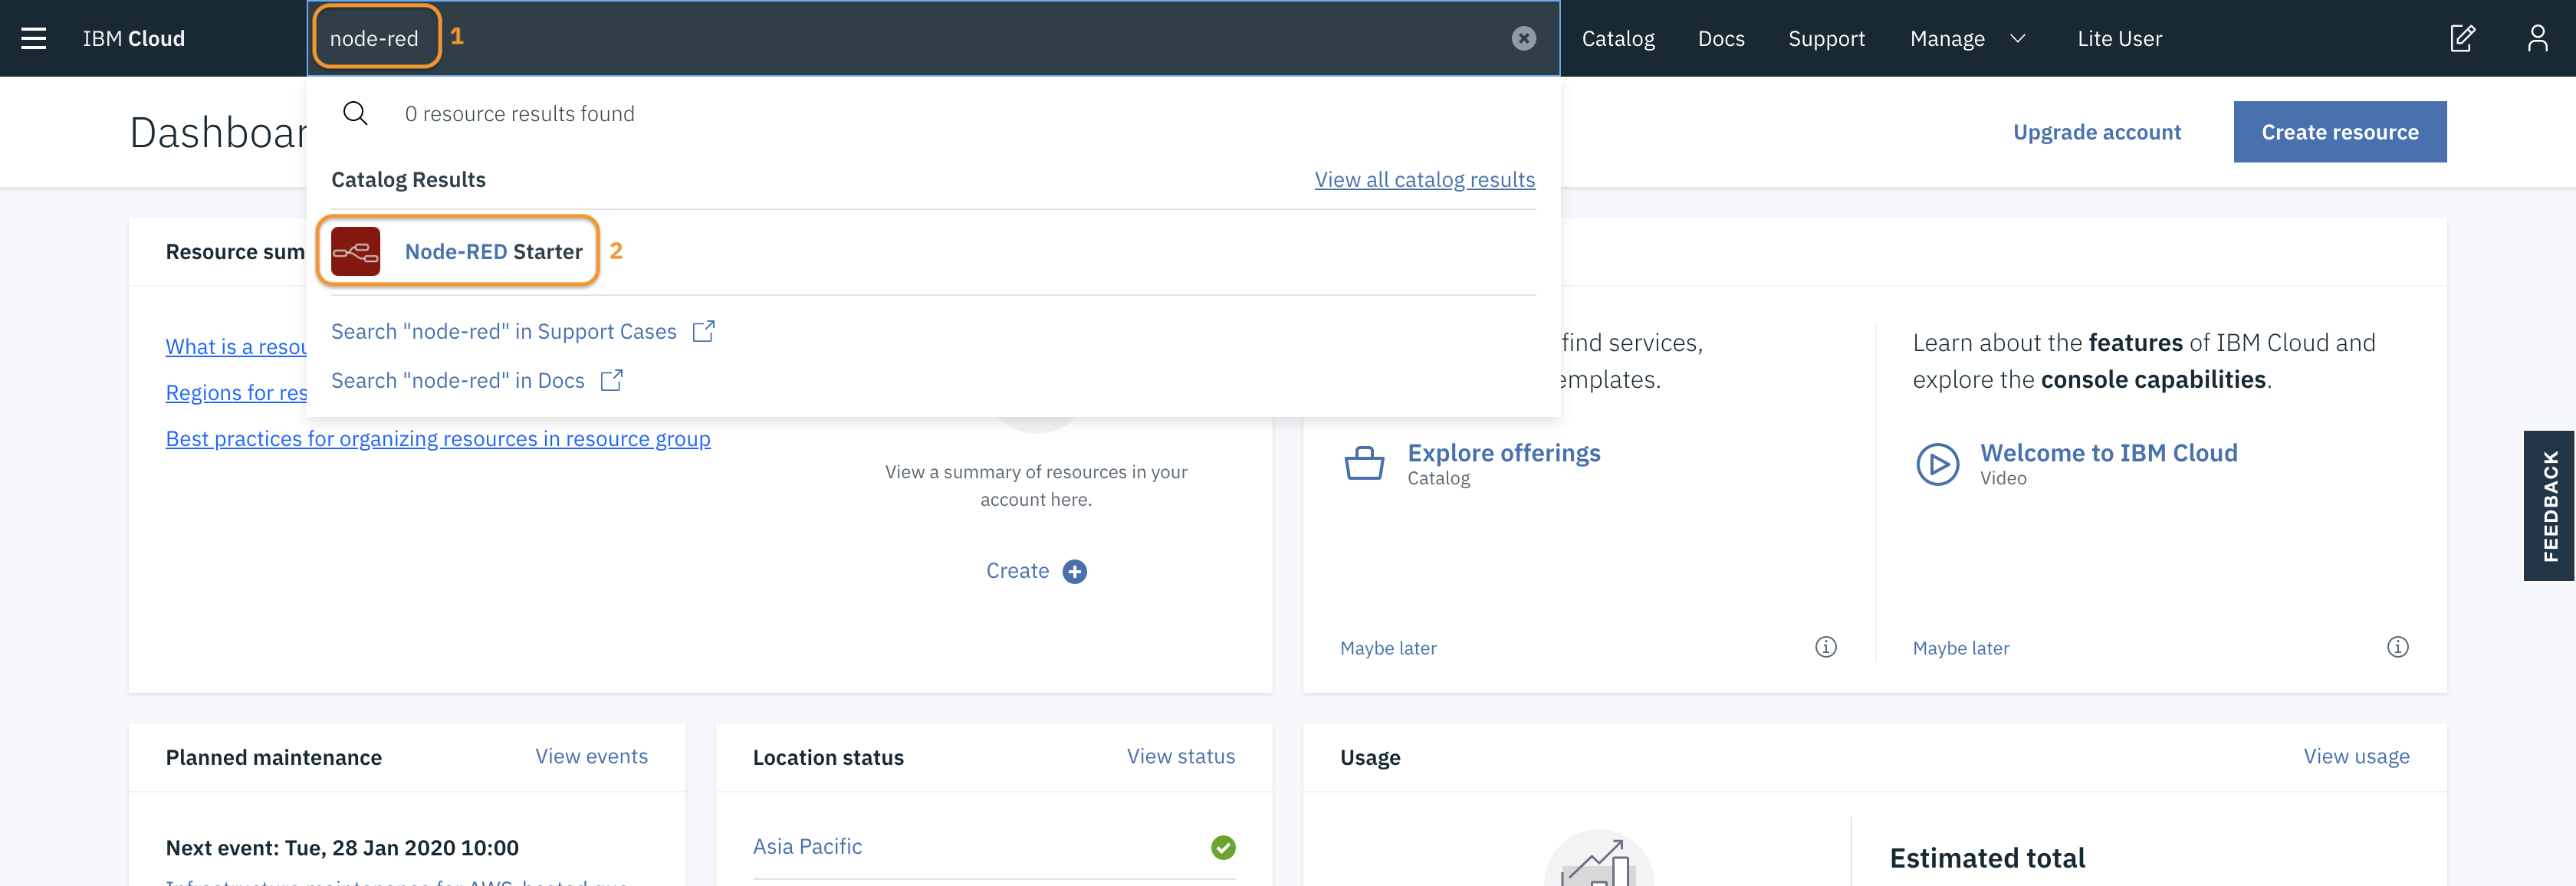 IBM Cloud
node-red
1
Catalog
Docs
Support
Manage
Lite User
0 resource results found
Catalog Results
View all catalog results
Node-RED Starter
2
Search "node-red" in Support Cases
Search "node-red" in Docs
Dashboar
Upgrade account
Create resource
Resource sum
What is a resou
Regions for res
Best practices for organizing resources in resource group
View a summary of resources in your
account here.
Create
find services,
emplates.
Explore offerings
Catalog
Maybe later
Learn about the features of IBM Cloud and
explore the console capabilities.
Welcome to IBM Cloud
Video
Maybe later
FEEDBACK
Planned maintenance
View events
Next event: Tue, 28 Jan 2020 10:00
Location status
View status
Asia Pacific
Usage
View usage
Estimated total